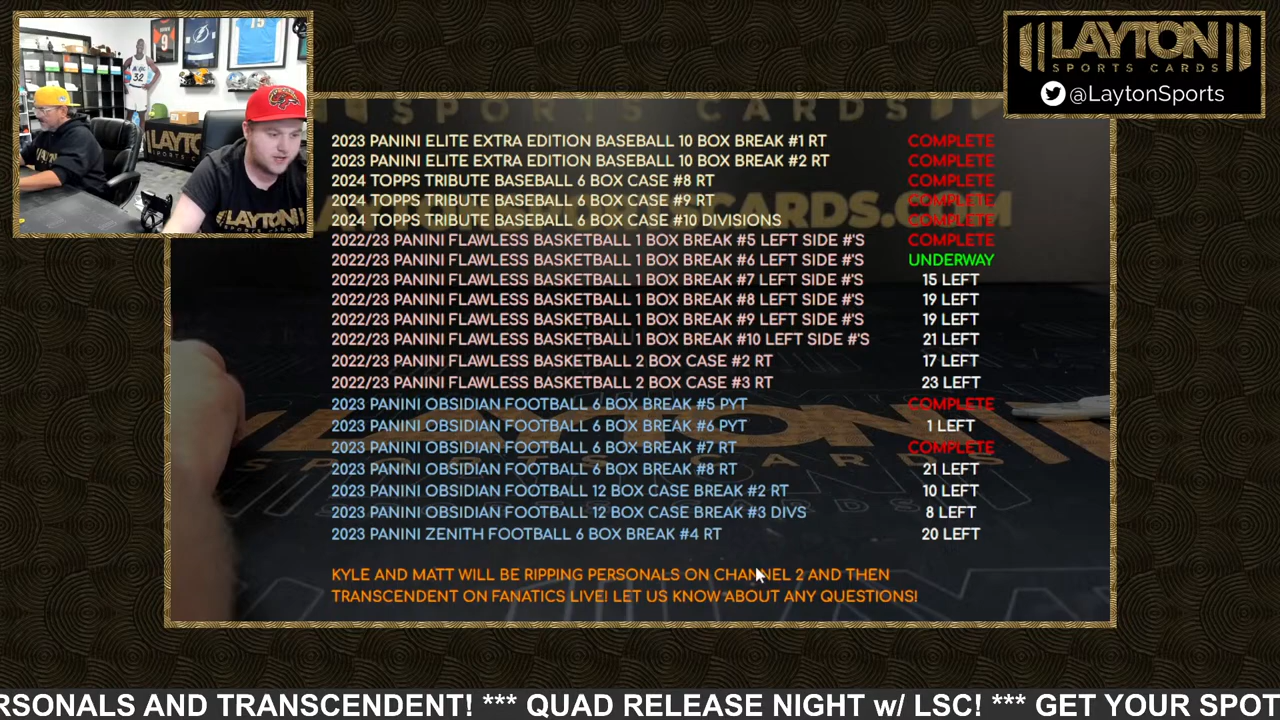 LAYTON
SPORTS CARDS
@LaytonSports
SPORTS CARDS
2023 PANINI ELITE EXTRA EDITION BASEBALL 10 BOX BREAK #1 RT COMPLETE
2023 PANINI ELITE EXTRA EDITION BASEBALL 10 BOX BREAK #2 RT COMPLETE
2024 TOPPS TRIBUTE BASEBALL 6 BOX CASE #8 RT COMPLETE
2024 TOPPS TRIBUTE BASEBALL 6 BOX CASE #9 RT COMPLETE
2024 TOPPS TRIBUTE BASEBALL 6 BOX CASE #10 DIVISIONS COMPLETE
2022/23 PANINI FLAWLESS BASKETBALL 1 BOX BREAK #5 LEFT SIDE #'S COMPLETE
2022/23 PANINI FLAWLESS BASKETBALL 1 BOX BREAK #6 LEFT SIDE #'S UNDERWAY
2022/23 PANINI FLAWLESS BASKETBALL 1 BOX BREAK #7 LEFT SIDE #'S 15 LEFT
2022/23 PANINI FLAWLESS BASKETBALL 1 BOX BREAK #8 LEFT SIDE #'S 19 LEFT
2022/23 PANINI FLAWLESS BASKETBALL 1 BOX BREAK #9 LEFT SIDE #'S 19 LEFT
2022/23 PANINI FLAWLESS BASKETBALL 1 BOX BREAK #10 LEFT SIDE #'S 21 LEFT
2022/23 PANINI FLAWLESS BASKETBALL 2 BOX CASE #2 RT 17 LEFT
2022/23 PANINI FLAWLESS BASKETBALL 2 BOX CASE #3 RT 23 LEFT
2023 PANINI OBSIDIAN FOOTBALL 6 BOX BREAK #5 PYT COMPLETE
2023 PANINI OBSIDIAN FOOTBALL 6 BOX BREAK #6 PYT 1 LEFT
2023 PANINI OBSIDIAN FOOTBALL 6 BOX BREAK #7 RT COMPLETE
2023 PANINI OBSIDIAN FOOTBALL 6 BOX BREAK #8 RT 21 LEFT
2023 PANINI OBSIDIAN FOOTBALL 12 BOX CASE BREAK #2 RT 10 LEFT
2023 PANINI OBSIDIAN FOOTBALL 12 BOX CASE BREAK #3 DIVS 8 LEFT
2023 PANINI ZENITH FOOTBALL 6 BOX BREAK #4 RT 20 LEFT
KYLE AND MATT WILL BE RIPPING PERSONALS ON CHANNEL 2 AND THEN
TRANSCENDENT ON FANATICS LIVE! LET US KNOW ABOUT ANY QUESTIONS!
RSONALS AND TRANSCENDENT! *** QUAD RELEASE NIGHT w/ LSC! *** GET YOUR SPOT